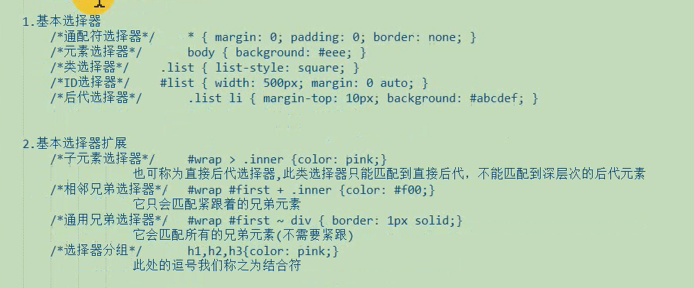 1.基本选择器
/*通配符选择器*/ * { margin: 0; padding: 0; border: none; }
/*元素选择器*/ body { background: #eee; }
/*类选择器*/ .list { list-style: square; }
/*ID选择器*/ #list { width: 500px; margin: 0 auto; }
/*后代选择器*/ .list li { margin-top: 10px; background: #abcdef; }
2.基本选择器扩展
/*子元素选择器*/ #wrap > .inner {color: pink;}
也可称为直接后代选择器,此类选择器只能匹配到直接后代，不能匹配到深层次的后代元素
/*相邻兄弟选择器*/ #wrap #first + .inner {color: #f00;}
它只会匹配紧跟着的兄弟元素
/*通用兄弟选择器*/ #wrap #first ~ div { border: 1px solid;}
它会匹配所有的兄弟元素(不需要紧跟)
/*选择器分组*/ h1,h2,h3{color: pink;}
此处的逗号我们称之为结合符